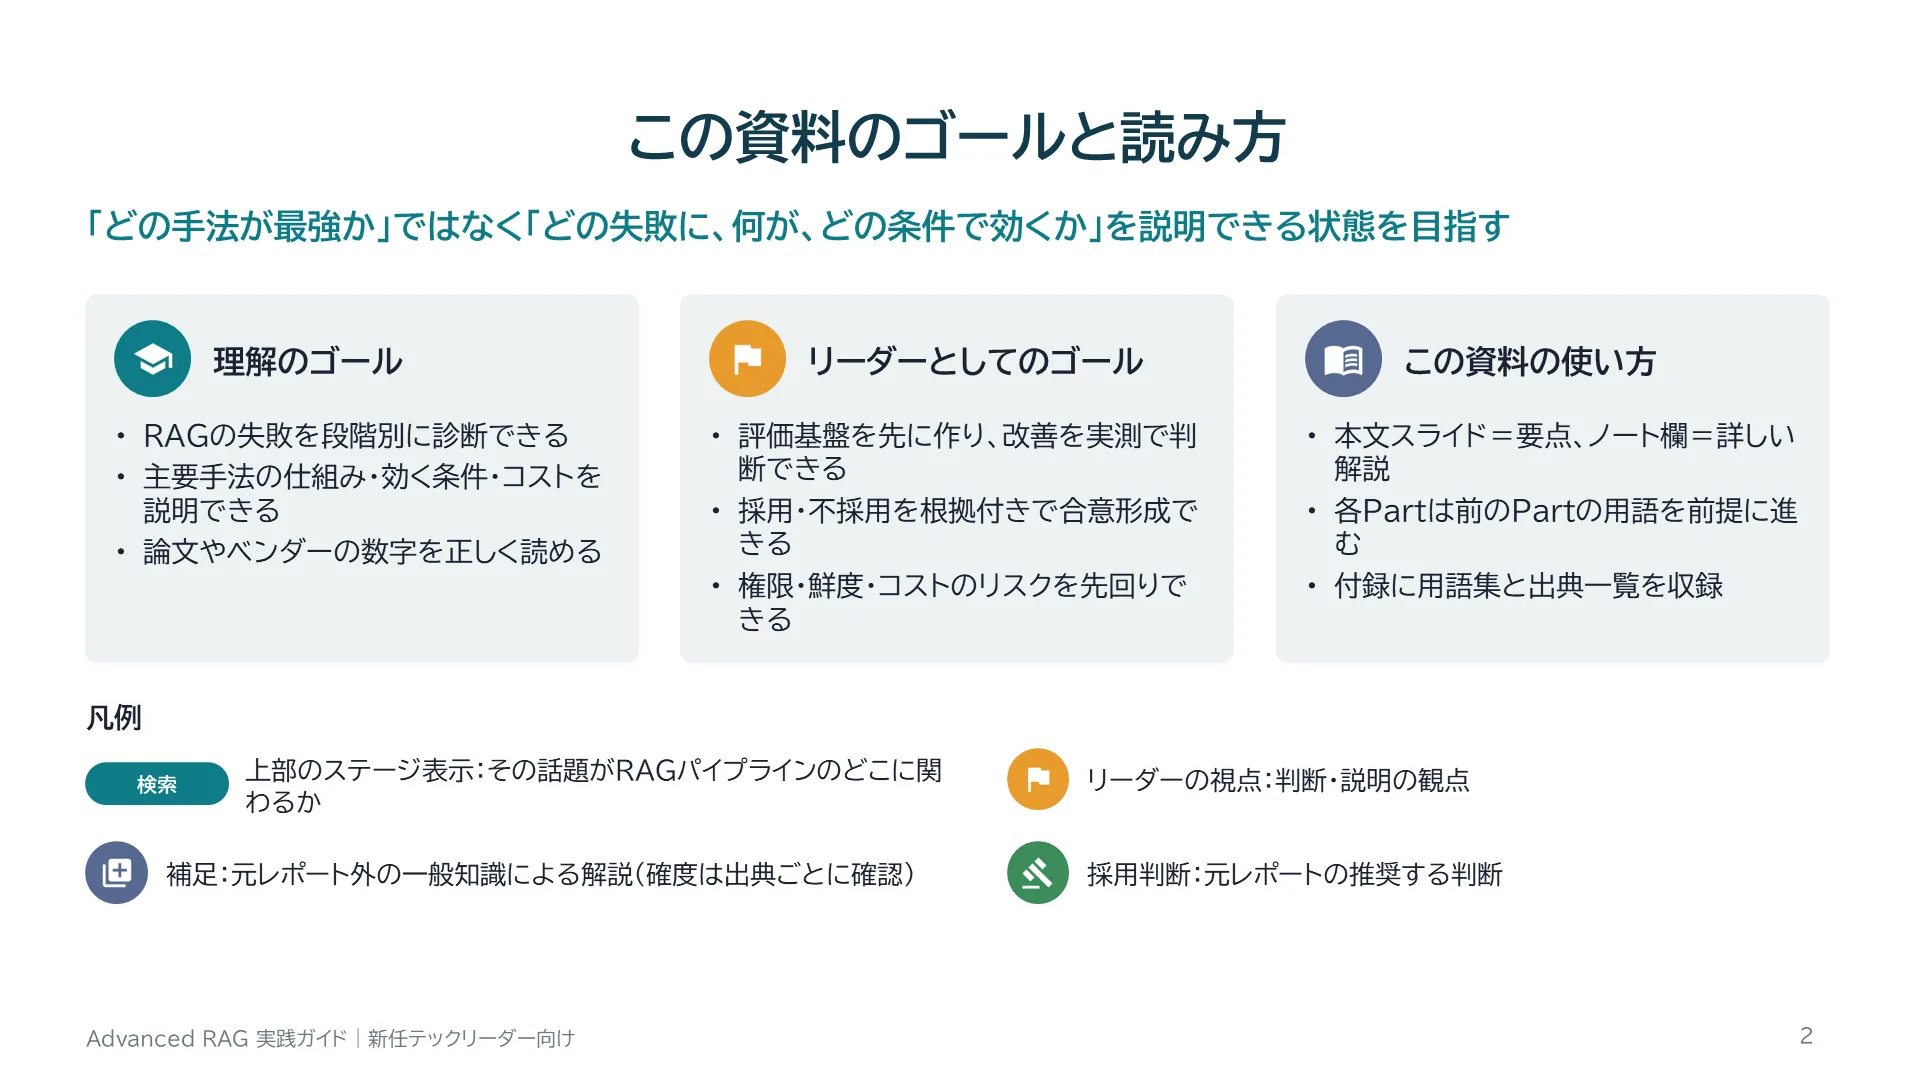 この資料のゴールと読み方
「どの手法が最強か」ではなく「どの失敗に、何が、どの条件で効くか」を説明できる状態を目指す
理解のゴール
・ RAGの失敗を段階別に診断できる
・ 主要手法の仕組み・効く条件・コストを
説明できる
・ 論文やベンダーの数字を正しく読める
リーダーとしてのゴール
・ 評価基盤を先に作り、改善を実測で判
断できる
・ 採用・不採用を根拠付きで合意形成で
きる
・ 権限・鮮度・コストのリスクを先回りで
きる
この資料の使い方
・ 本文スライド＝要点、ノート欄＝詳しい
解説
・ 各Partは前のPartの用語を前提に進
む
・ 付録に用語集と出典一覧を収録
凡例
検索
上部のステージ表示：その話題がRAGパイプラインのどこに関
わるか
リーダーの視点：判断・説明の観点
補足：元レポート外の一般知識による解説（確度は出典ごとに確認）
採用判断：元レポートの推奨する判断
Advanced RAG 実践ガイド｜新任テックリーダー向け
2